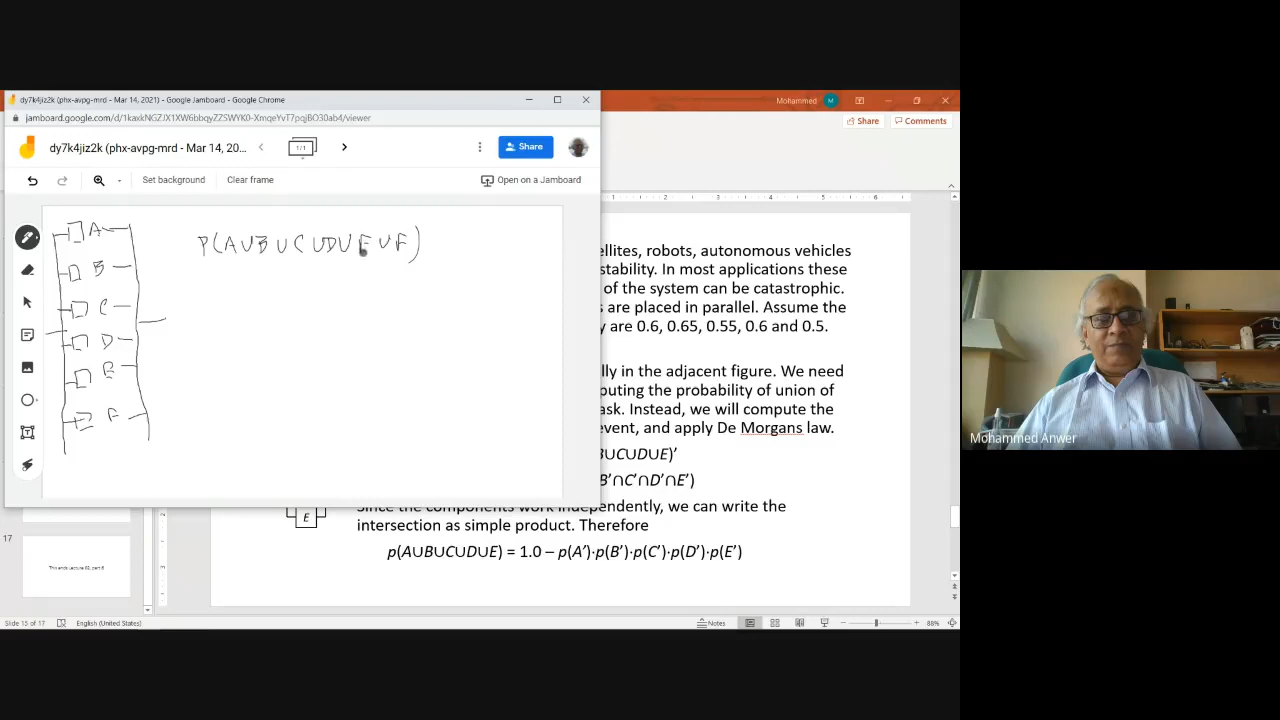 dy7k4jiz2k (phx-avpg-mrd - Mar 14, 2021) - Google Jamboard - Google Chrome
Mohammed M
jamboard.google.com/d/1kaxkNGZJX1XW6bbqyZZSWYK0-XmqeYvT7pqjBO30ab4/viewer
Share Comments
dy7k4jiz2k (phx-avpg-mrd - Mar 14, 20... 1/1 Share
Set background Clear frame Open on a Jamboard
A
B
C
D
E
F
P(A∪B∪C∪D∪E∪F)
ellites, robots, autonomous vehicles
stability. In most applications these
of the system can be catastrophic.
s are placed in parallel. Assume the
y are 0.6, 0.65, 0.55, 0.6 and 0.5.
lly in the adjacent figure. We need
puting the probability of union of
ask. Instead, we will compute the
event, and apply De Morgans law.
B∪C∪D∪E)’
B’∩C’∩D’∩E’)
Since the components work independently, we can write the
intersection as simple product. Therefore
p(A∪B∪C∪D∪E) = 1.0 – p(A’)·p(B’)·p(C’)·p(D’)·p(E’)
E
17
This ends Lecture 02, part 6
Slide 15 of 17 English (United States) Notes 88%
Mohammed Anwer